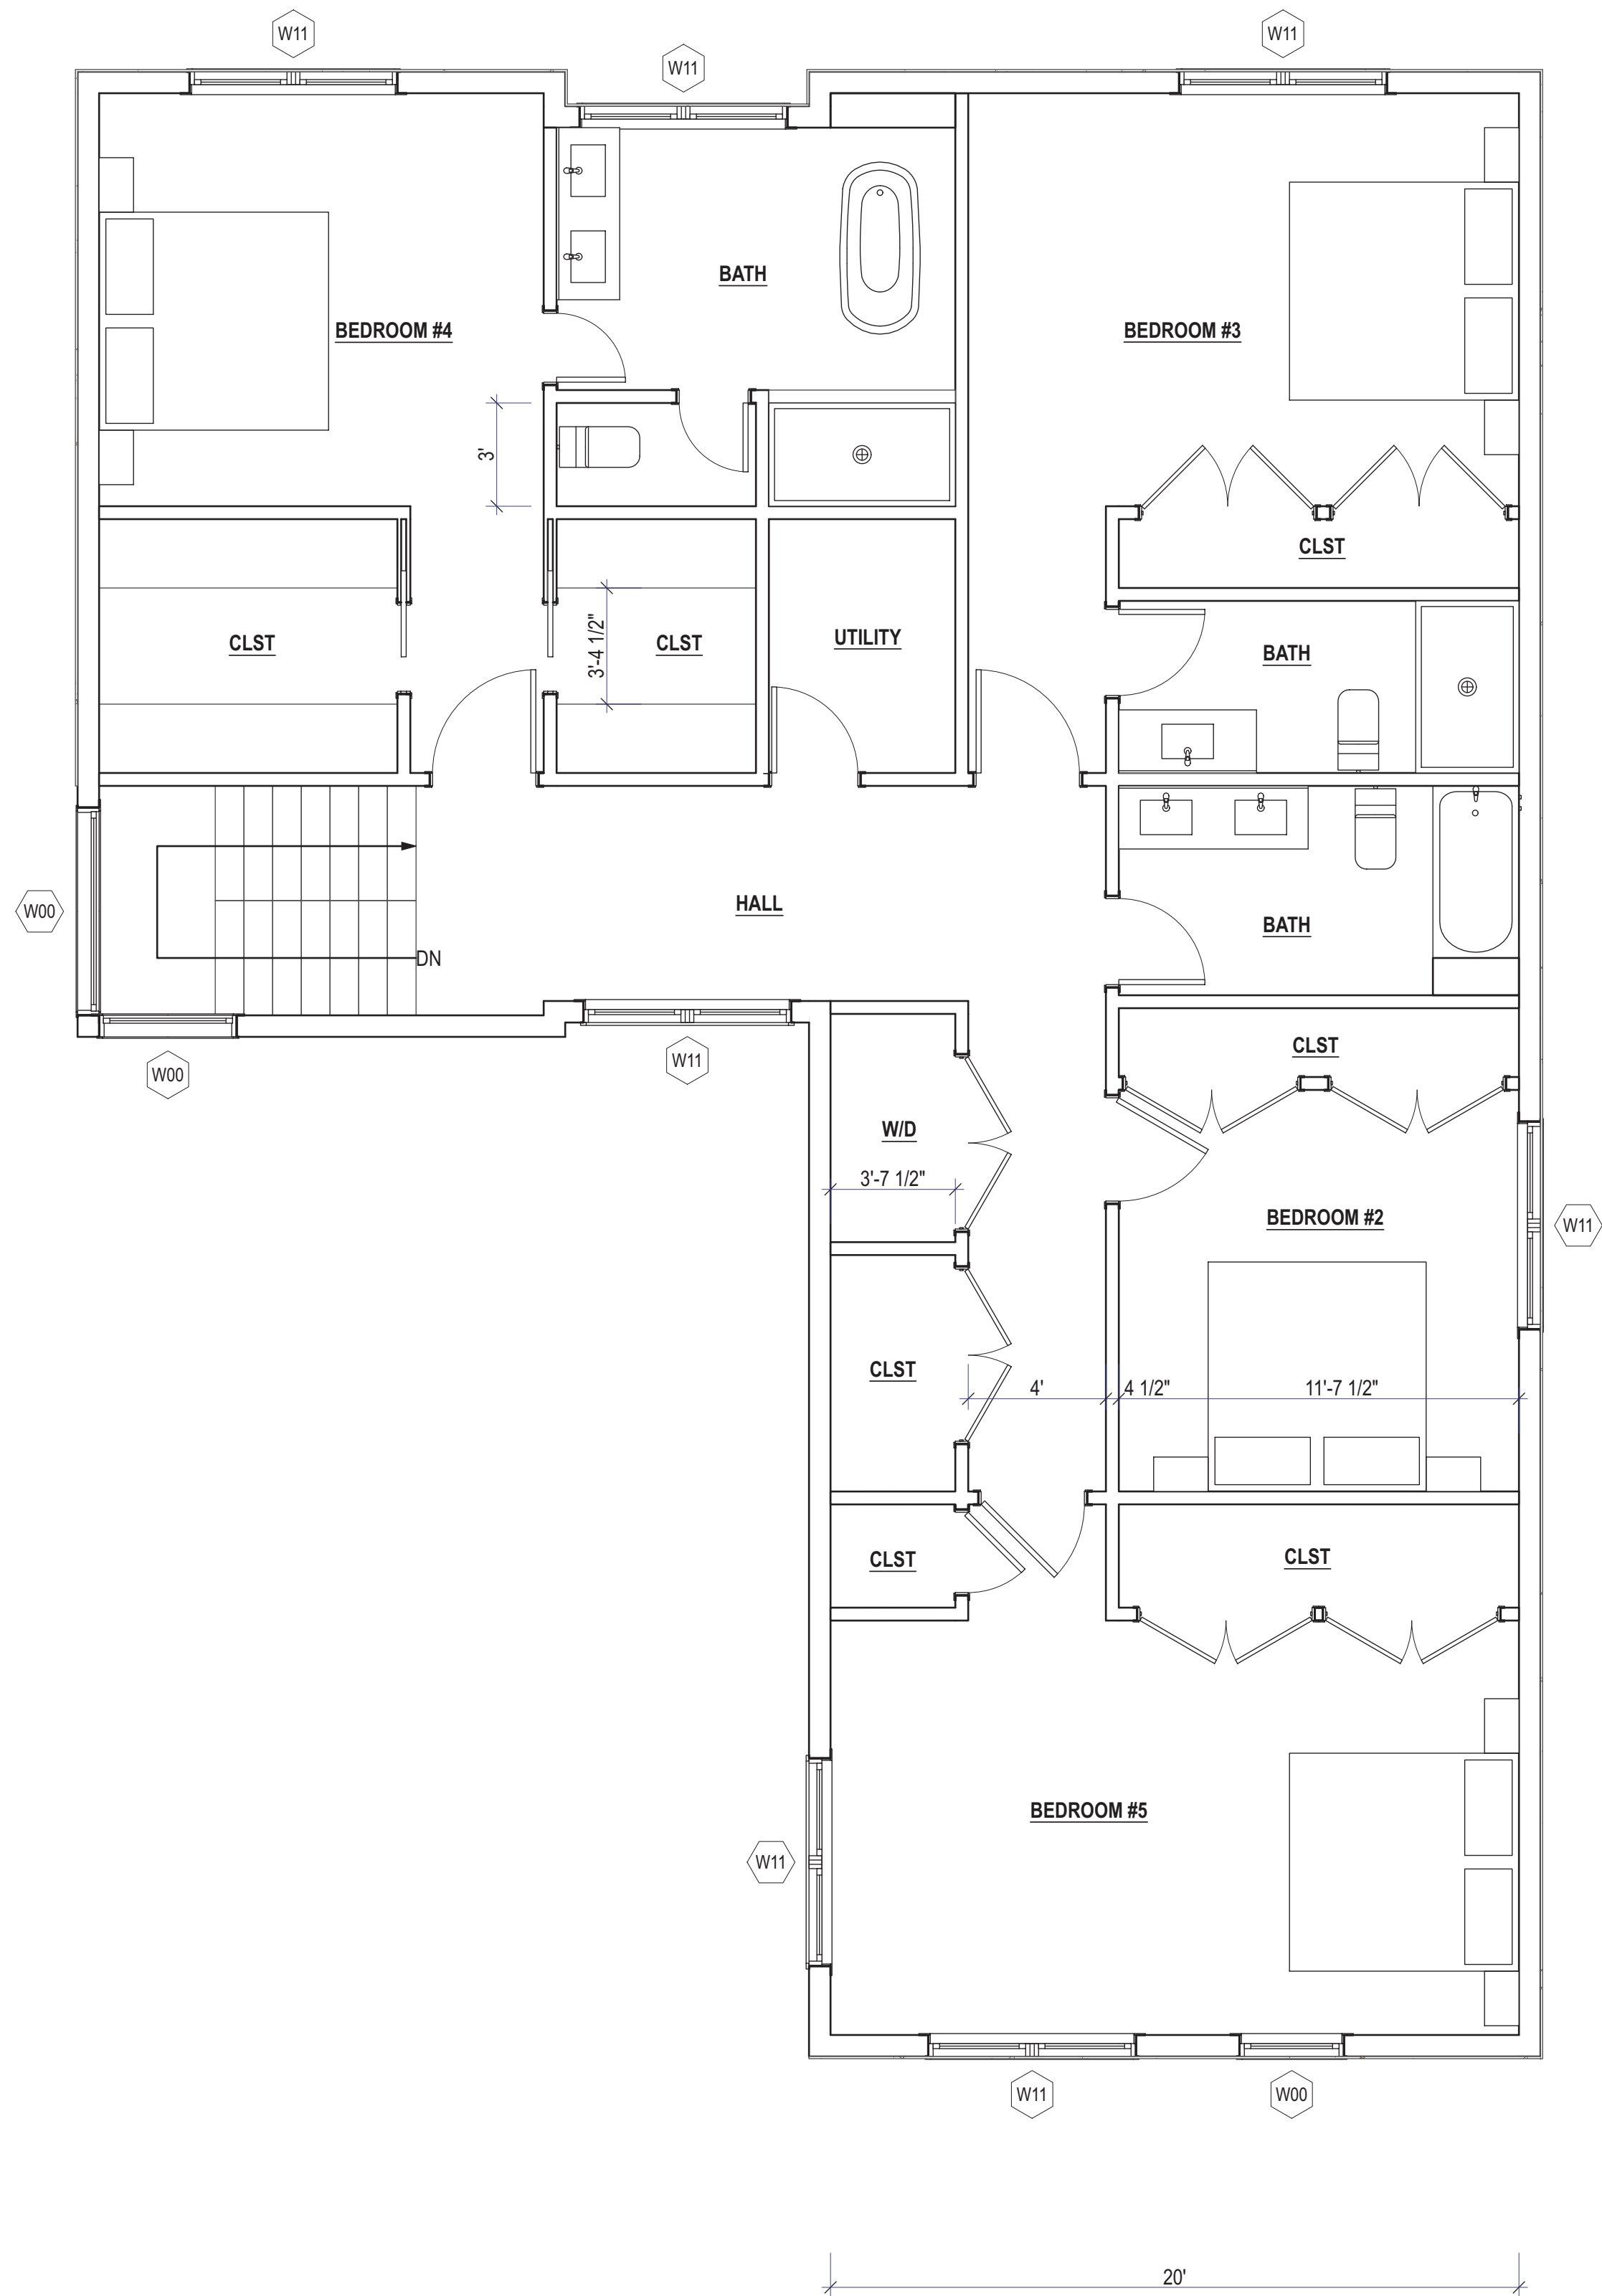 W11
W11
W11
BATH
BEDROOM #4
BEDROOM #3
3'
CLST
3'-4 1/2"
CLST
UTILITY
CLST
BATH
W00
HALL
BATH
DN
W00
W11
CLST
W/D
3'-7 1/2"
BEDROOM #2
W11
CLST
4'
4 1/2"
11'-7 1/2"
CLST
CLST
BEDROOM #5
W11
W11
W00
20'